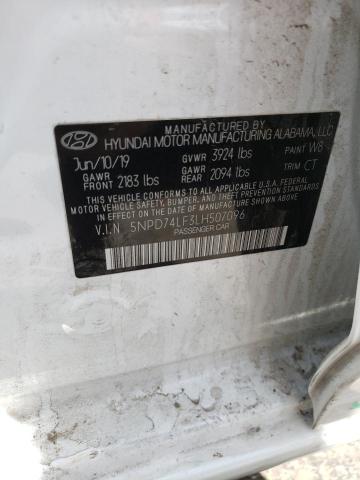 MANUFACTURED BY
HYUNDAI MOTOR MANUFACTURING ALABAMA, LLC
Jun/10/19 GVWR 3924 lbs PAINT W8
GAWR FRONT 2183 lbs GAWR REAR 2094 lbs TRIM CT
THIS VEHICLE CONFORMS TO ALL APPLICABLE U.S. FEDERAL
MOTOR VEHICLE SAFETY, BUMPER, AND THEFT PREVENTION
STANDARDS IN EFFECT ON THE DATE OF MANUFACTURE
V.I.N 5NPD74LF3LH507096
PASSENGER CAR